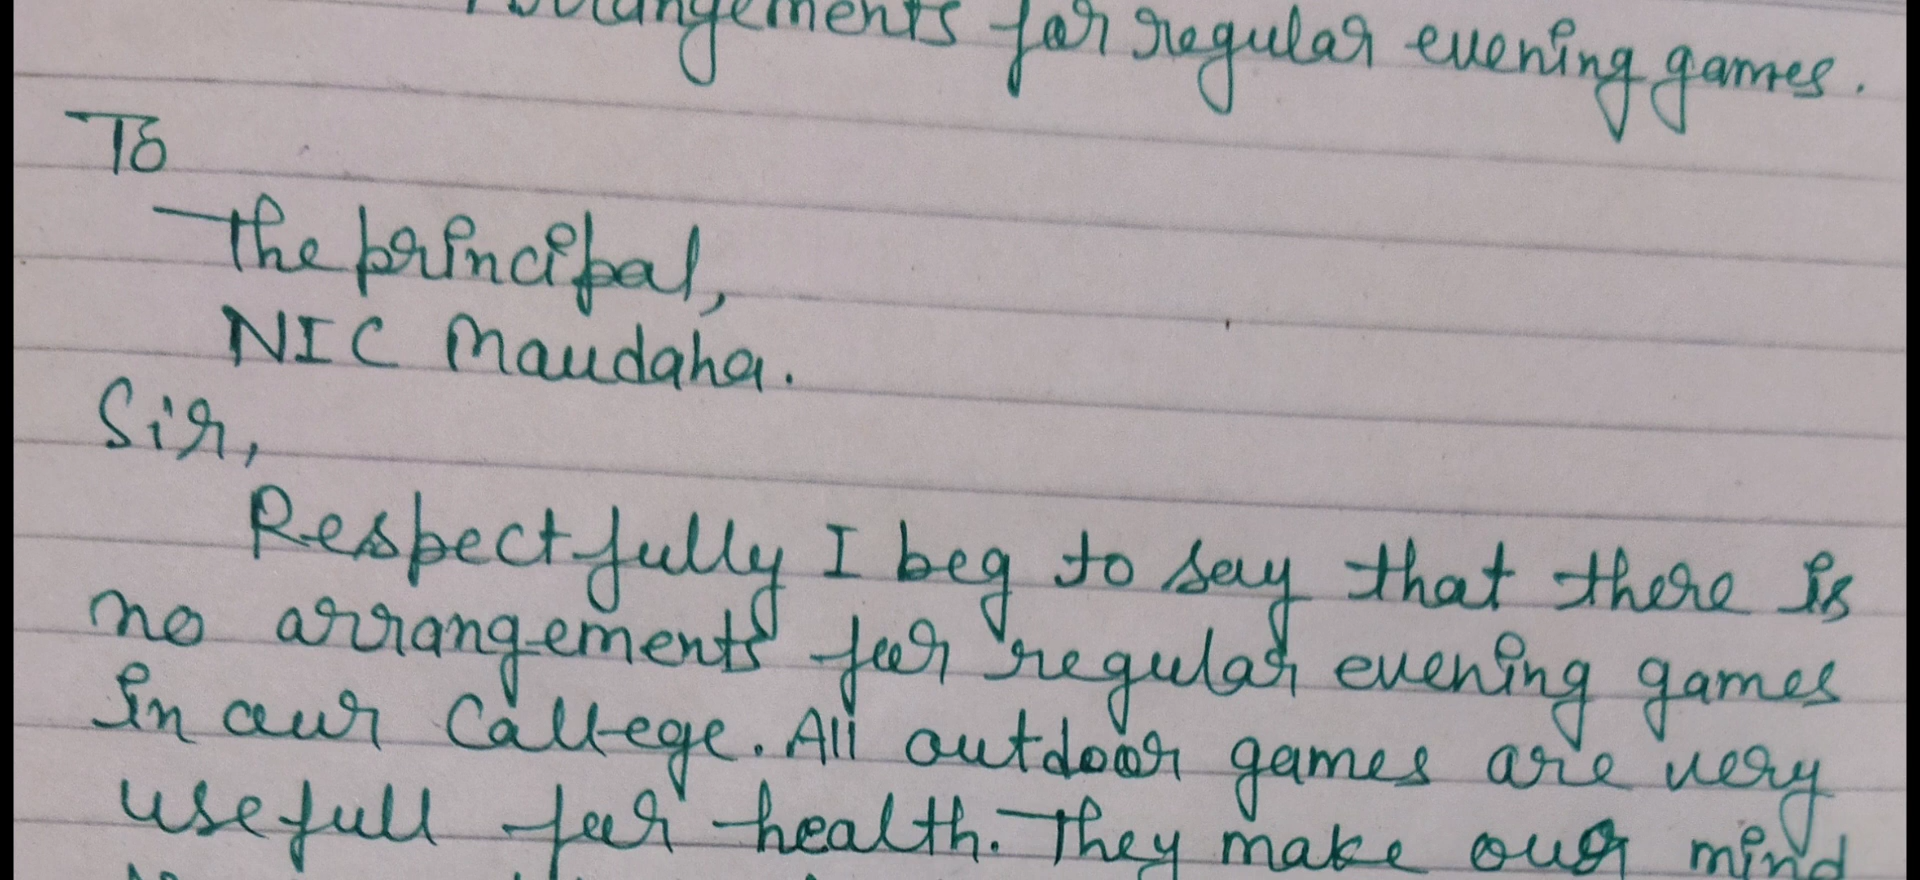 Arrangements for regular evening games.
To
The principal,
NIC Maudaha.
Sir,
Respectfully I beg to say that there is
no arrangements for regular evening games
in our College. All outdoor games are very
usefull for health. They make our mind